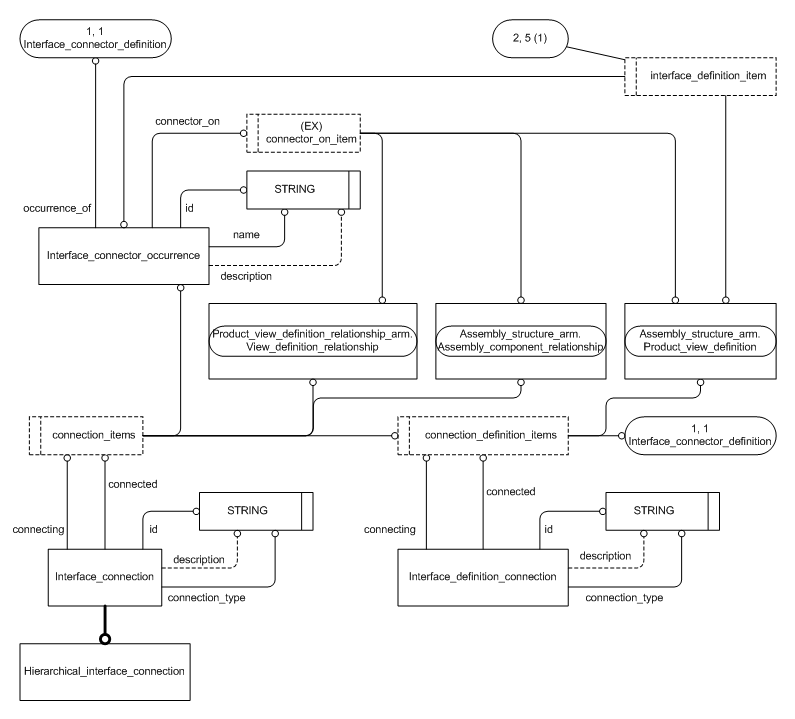 1, 1
Interface_connector_definition
2, 5 (1)
interface_definition_item
connector_on
(EX)
connector_on_item
STRING
occurrence_of
id
name
Interface_connector_occurrence
description
Product_view_definition_relationship_arm.
View_definition_relationship
Assembly_structure_arm.
Assembly_component_relationship
Assembly_structure_arm.
Product_view_definition
connection_items
connection_definition_items
1, 1
Interface_connector_definition
connected
connected
STRING
STRING
connecting
id
connecting
id
description
description
Interface_connection
Interface_definition_connection
connection_type
connection_type
Hierarchical_interface_connection